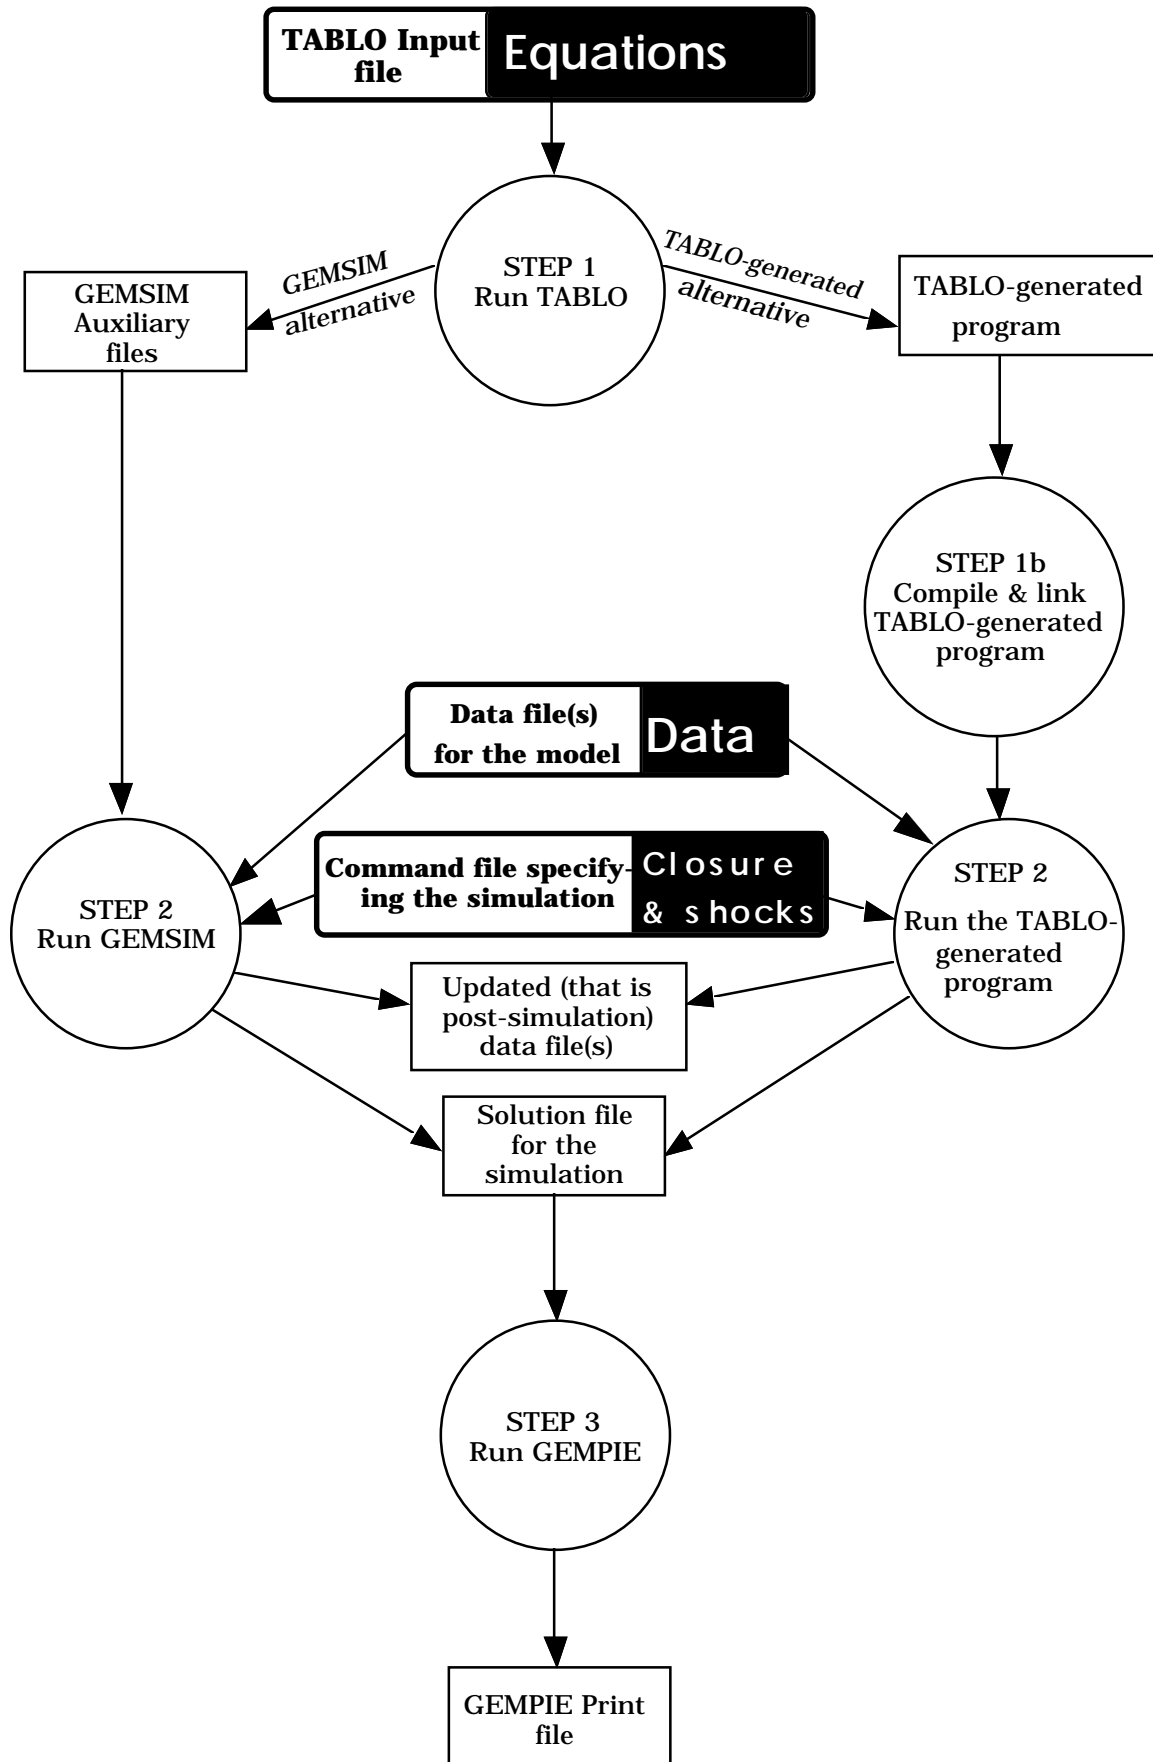 TABLO Input
file
Equations
STEP 1
Run TABLO
GEMSIM
alternative
TABLO-generated
alternative
GEMSIM
Auxiliary
files
TABLO-generated
program
STEP 1b
Compile & link
TABLO-generated
program
Data file(s)
for the model
Data
Command file specify-
ing the simulation
Closure
& shocks
STEP 2
Run GEMSIM
STEP 2
Run the TABLO-
generated
program
Updated (that is
post-simulation)
data file(s)
Solution file
for the
simulation
STEP 3
Run GEMPIE
GEMPIE Print
file